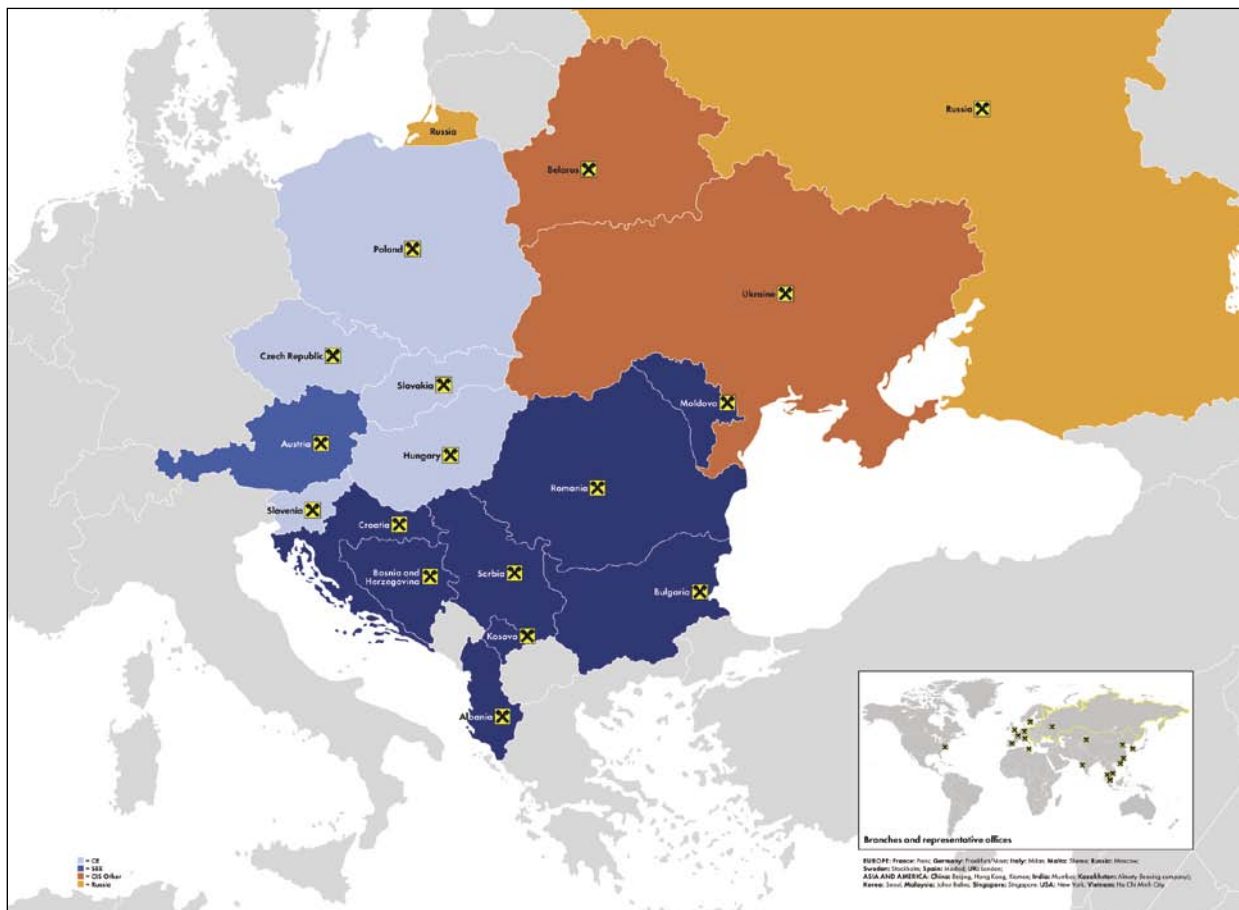 Russia
Russia
Belarus
Poland
Ukraine
Czech Republic
Slovakia
Moldova
Austria
Hungary
Romania
Slovenia
Croatia
Bosnia and
Herzegovina
Serbia
Bulgaria
Kosovo
Albania
Branches and representative offices
EUROPE: France: Paris; Germany: Frankfurt/Main; Italy: Milan; Malta: Sliema; Russia: Moscow;
Sweden: Stockholm; Spain: Madrid; UK: London;
ASIA AND AMERICA: China: Beijing, Hong Kong, Xiamen; India: Mumbai; Kazakhstan: Almaty (leasing company);
Korea: Seoul; Malaysia: Johor Bahru; Singapore: Singapore; USA: New York; Vietnam: Ho Chi Minh City
= CE
= SEE
= CIS Other
= Russia